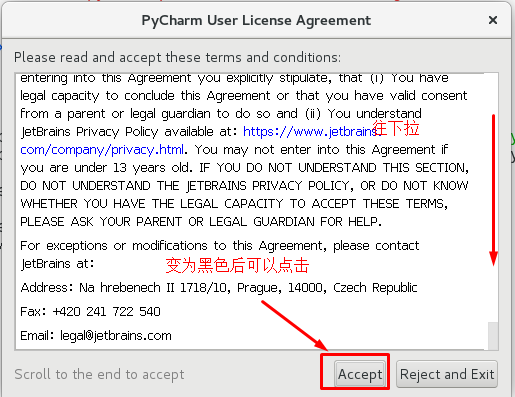 PyCharm User License Agreement
Please read and accept these terms and conditions:
entering into this Agreement you explicitly stipulate, that (i) You have
legal capacity to conclude this Agreement or that you have valid consent
from a parent or legal guardian to do so and (ii) You understand
JetBrains Privacy Policy available at: https://www.jetbrains.
往下拉
com/company/privacy.html. You may not enter into this Agreement if
you are under 13 years old. IF YOU DO NOT UNDERSTAND THIS SECTION,
DO NOT UNDERSTAND THE JETBRAINS PRIVACY POLICY, OR DO NOT KNOW
WHETHER YOU HAVE THE LEGAL CAPACITY TO ACCEPT THESE TERMS,
PLEASE ASK YOUR PARENT OR LEGAL GUARDIAN FOR HELP.
For exceptions or modifications to this Agreement, please contact
JetBrains at:
变为黑色后可以点击
Address: Na hrebenech II 1718/10, Prague, 14000, Czech Republic
Fax: +420 241 722 540
Email: legal@jetbrains.com
Scroll to the end to accept
Accept
Reject and Exit